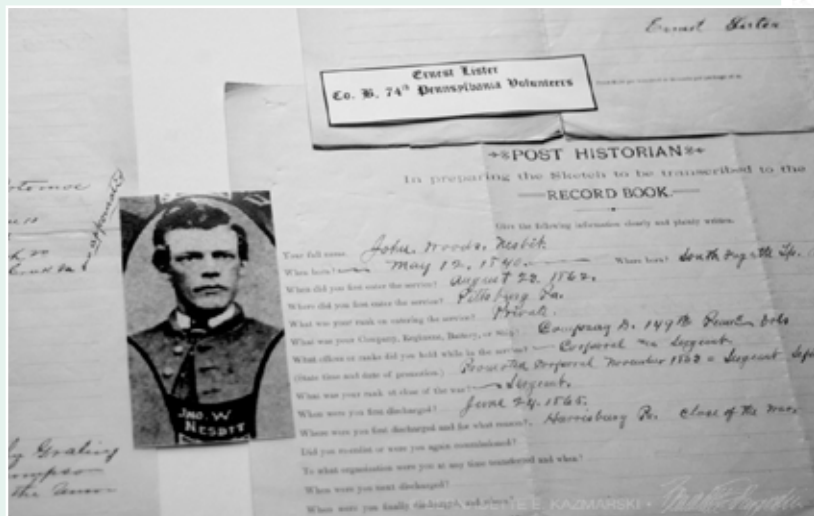 Ernest Lister
Ernest Lister
Co. B, 74th Pennsylvania Volunteers
POST HISTORIAN
In preparing the Sketch to be transcribed to the
RECORD BOOK.
Give the following information clearly and plainly written.
Your full name. John Woods Nesbit
When born? May 12, 1840. Where born? South Fayette Tp.
When did you first enter the service? August 22, 1862.
Where did you first enter the service? Pittsburg Pa.
What was your rank on entering the service? Private.
What was your Company, Regiment, Battery, or Ship? Company D. 149th
What offices or ranks did you hold while in the service? Corporal Sergeant
(State time and date of promotion.) Promoted Corporal November 1862 Sergeant
What was your rank at close of the war? Sergeant.
When were you first discharged? June 24, 1865.
Where were you first discharged and for what reason? Harrisburg Pa. Close of the War.
Did you re-enlist or were you again commissioned?
To what organization were you at any time transferred and when?
When were you next discharged?
When were you finally discharged, and where?
appointed
JNO. W
NESBIT
E. KAZMARSKI